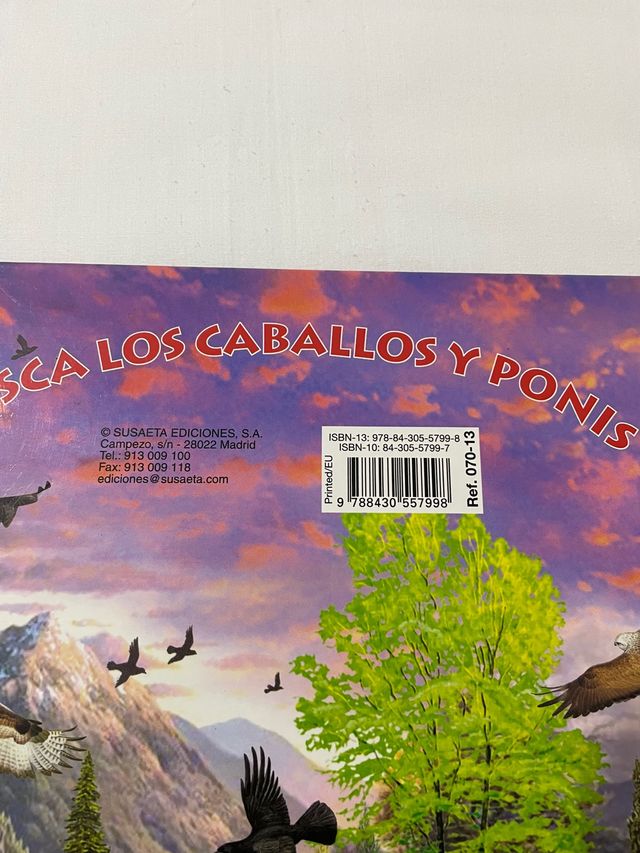 SCA LOS CABALLOS Y PONIS
© SUSAETA EDICIONES, S.A.
Campezo, s/n - 28022 Madrid
Tel.: 913 009 100
Fax: 913 009 118
ediciones@susaeta.com
ISBN-13: 978-84-305-5799-8
ISBN-10: 84-305-5799-7
Printed/EU
9 788430 557998
Ref. 070-13